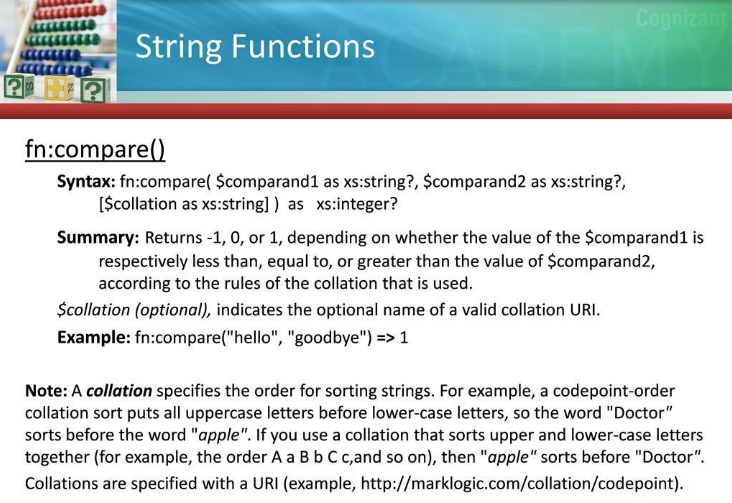 Cognizant
String Functions
ACADEMY
fn:compare()
Syntax: fn:compare( $comparand1 as xs:string?, $comparand2 as xs:string?,
[$collation as xs:string] ) as xs:integer?
Summary: Returns -1, 0, or 1, depending on whether the value of the $comparand1 is
respectively less than, equal to, or greater than the value of $comparand2,
according to the rules of the collation that is used.
$collation (optional), indicates the optional name of a valid collation URI.
Example: fn:compare("hello", "goodbye") => 1
Note: A collation specifies the order for sorting strings. For example, a codepoint-order
collation sort puts all uppercase letters before lower-case letters, so the word "Doctor”
sorts before the word "apple". If you use a collation that sorts upper and lower-case letters
together (for example, the order A a B b C c,and so on), then "apple” sorts before "Doctor”.
Collations are specified with a URI (example, http://marklogic.com/collation/codepoint).